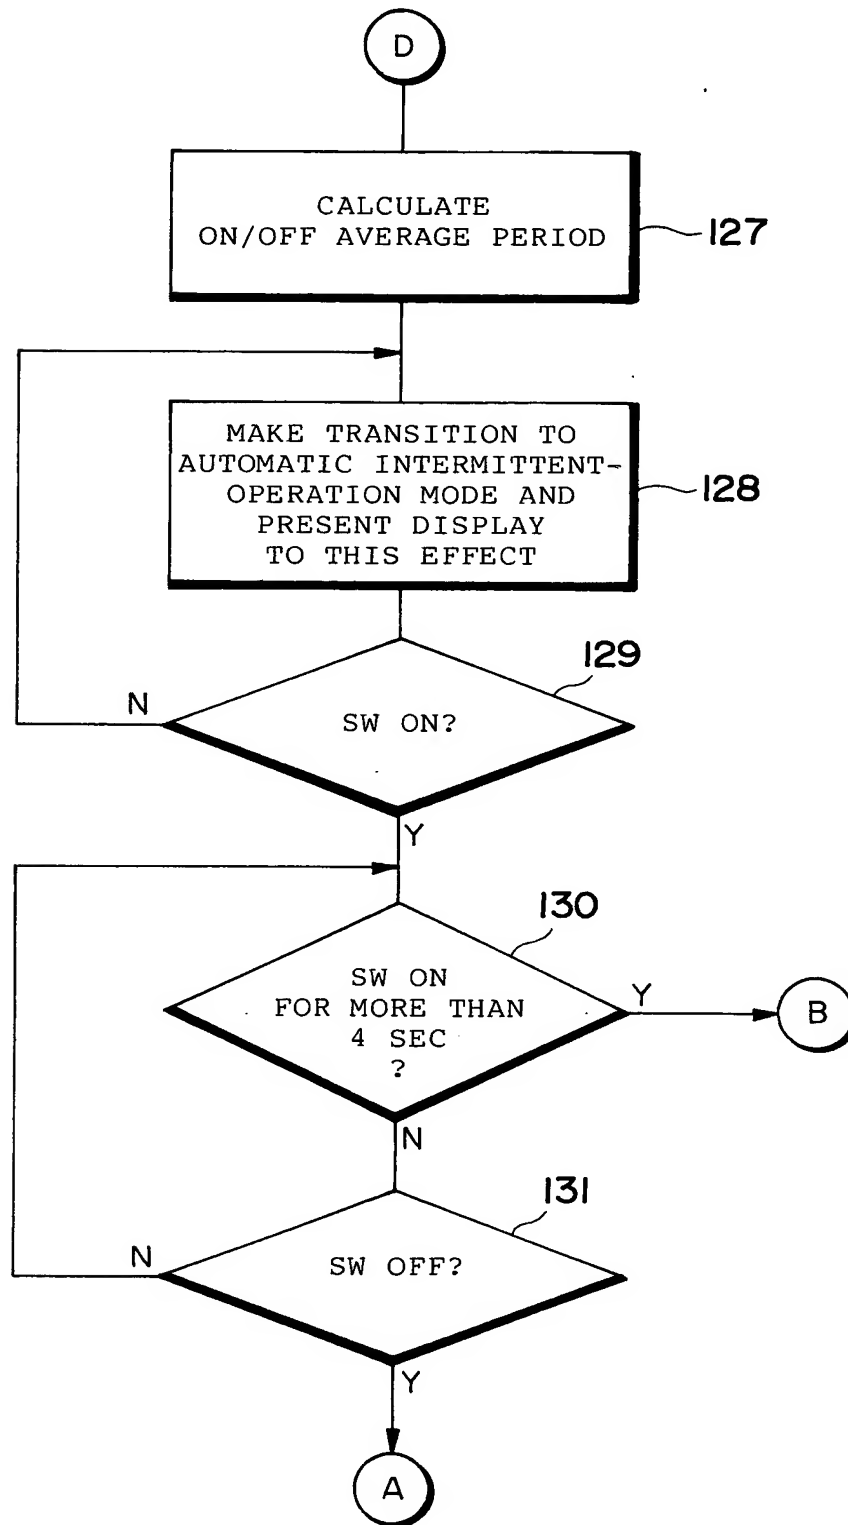 D
CALCULATE
ON/OFF AVERAGE PERIOD
127
MAKE TRANSITION TO
AUTOMATIC INTERMITTENT-
OPERATION MODE AND
PRESENT DISPLAY
TO THIS EFFECT
128
129
N
SW ON?
Y
130
SW ON
FOR MORE THAN
4 SEC
?
Y
B
N
131
N
SW OFF?
Y
A